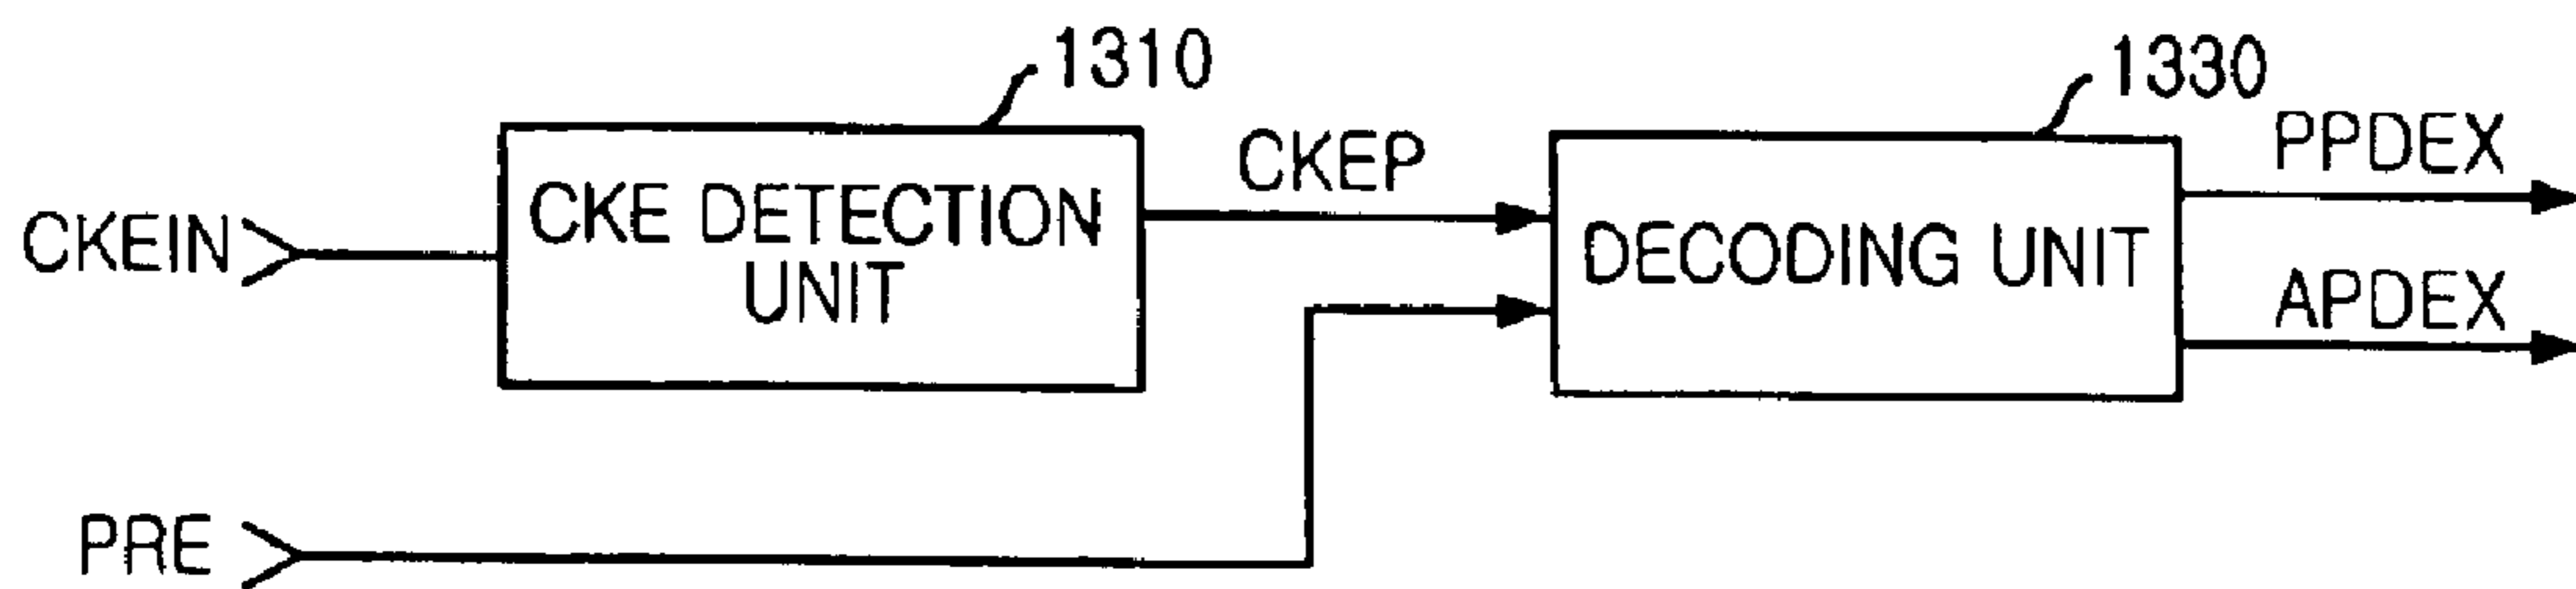 1310
1330
CKEIN
CKE DETECTION
UNIT
CKEP
DECODING UNIT
PPDEX
APDEX
PRE